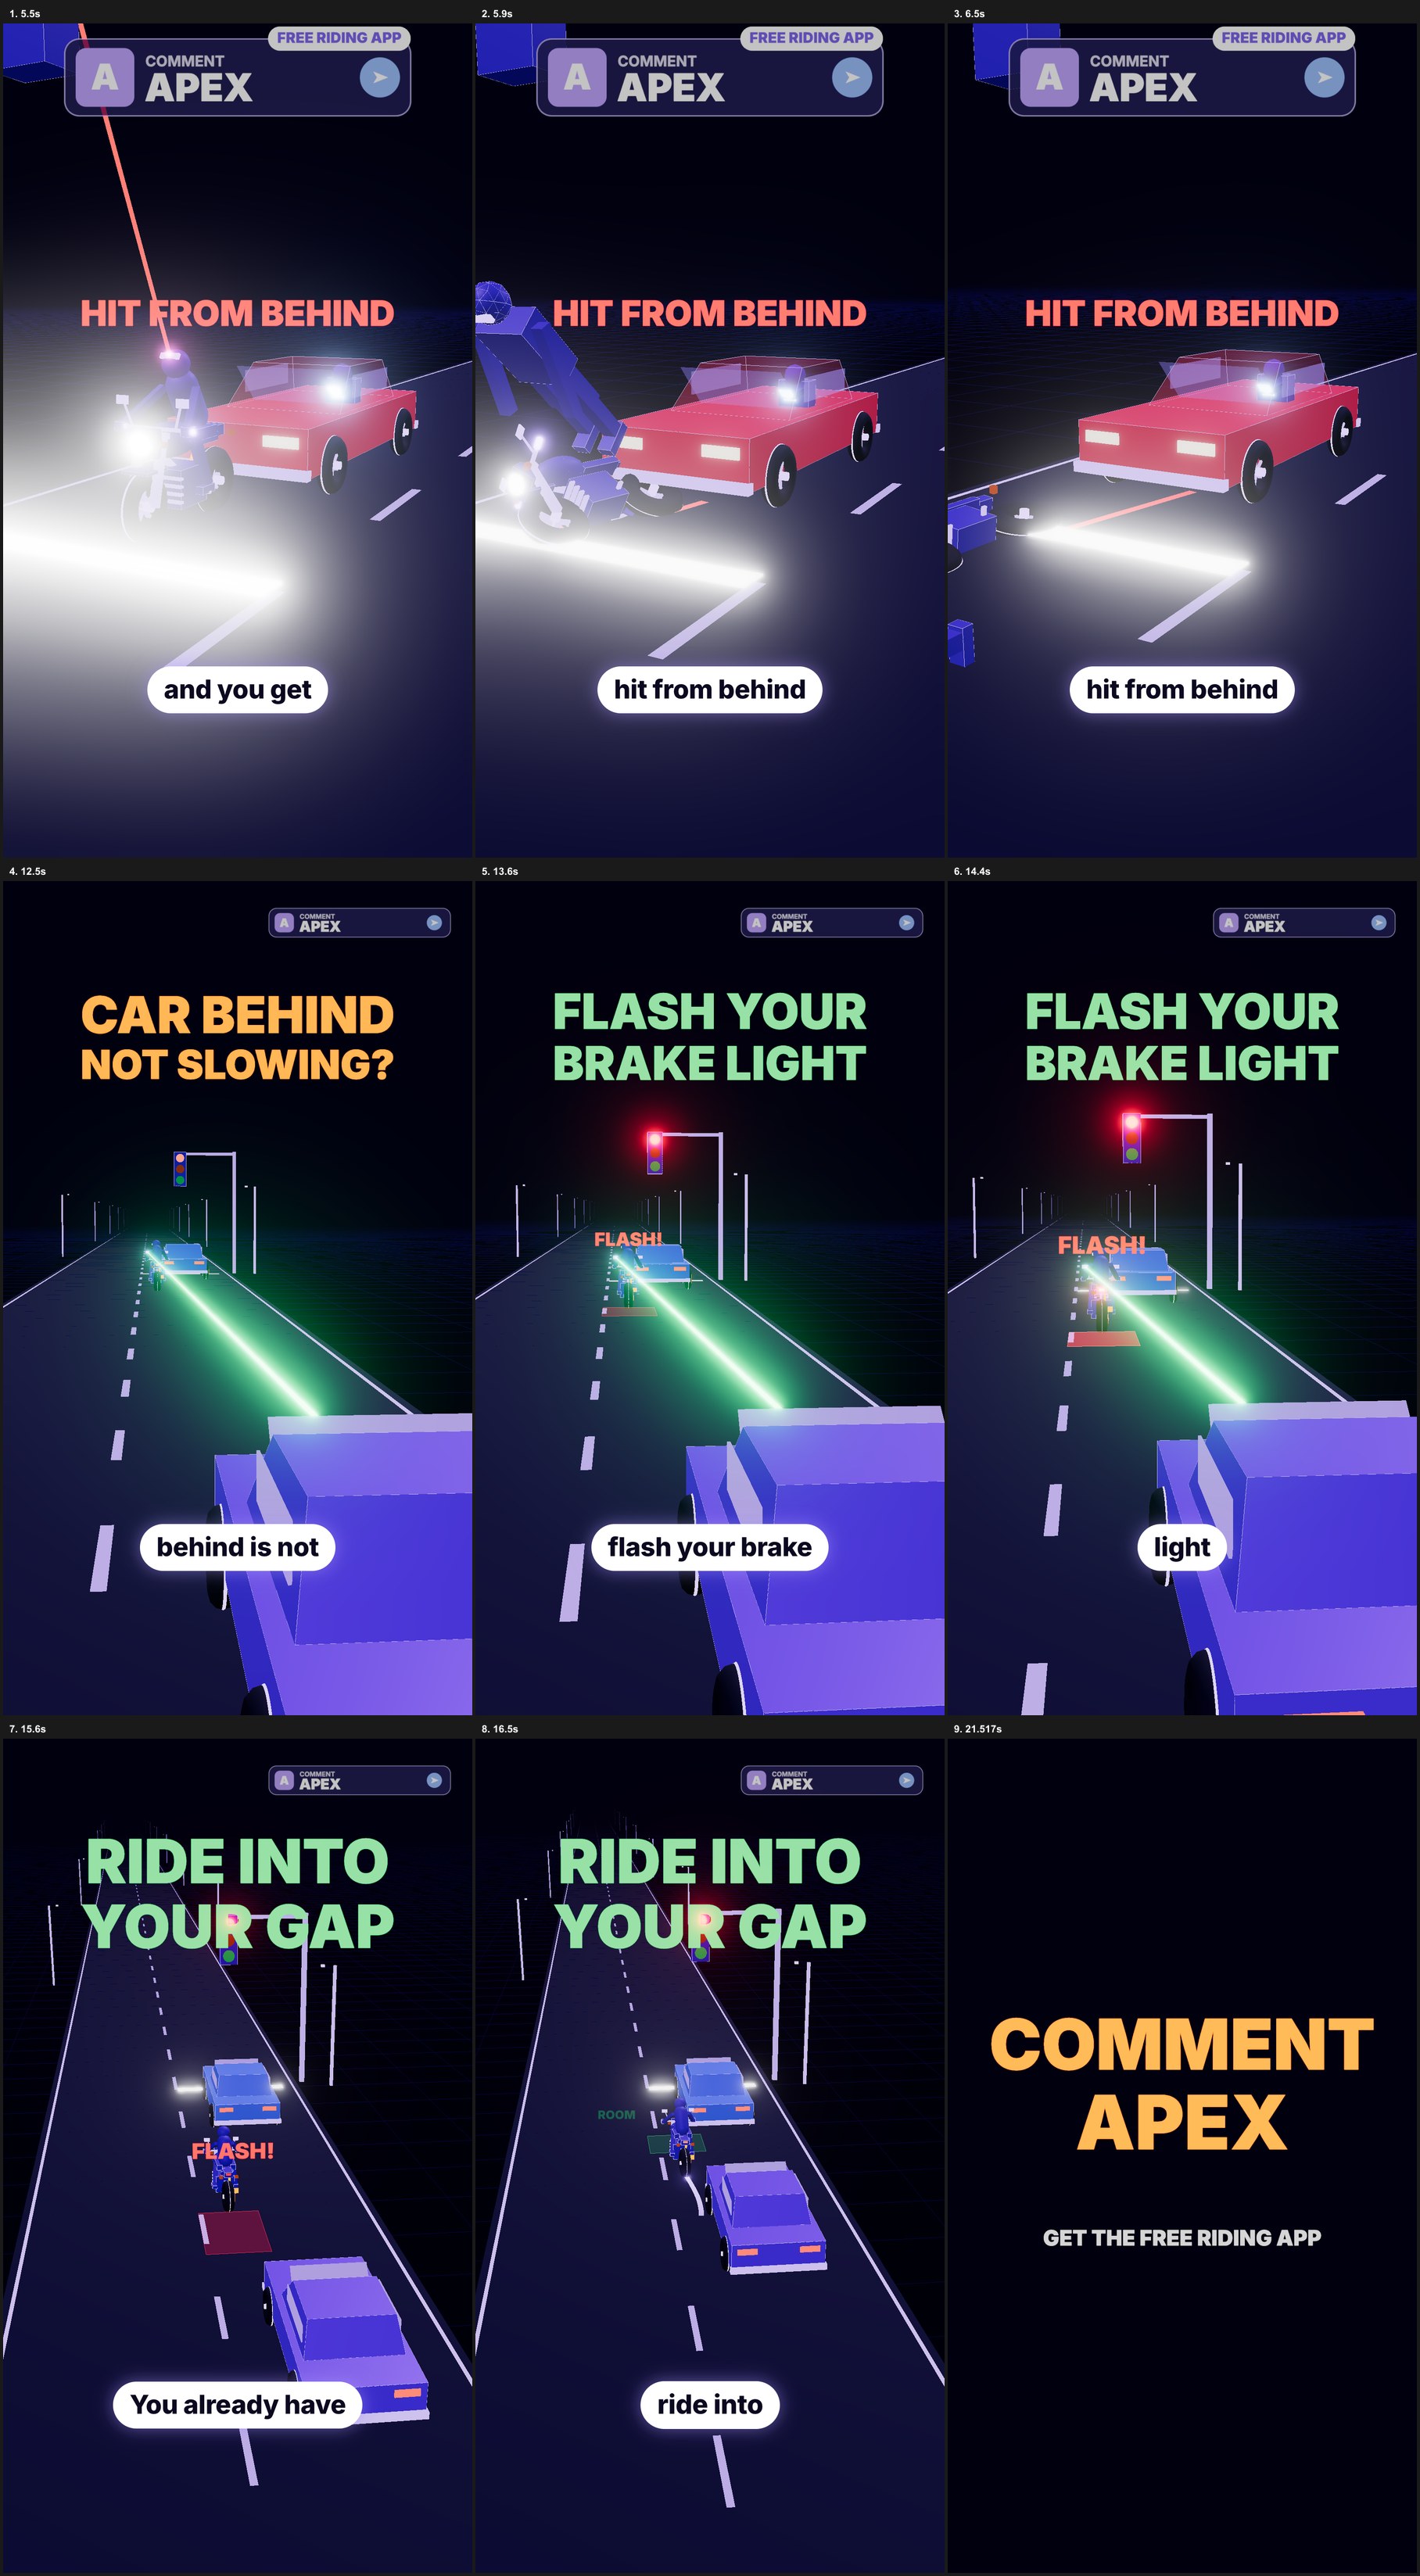 1. 5.5s
FREE RIDING APP
A
COMMENT
APEX
HIT FROM BEHIND
and you get
2. 5.9s
FREE RIDING APP
A
COMMENT
APEX
HIT FROM BEHIND
hit from behind
3. 6.5s
FREE RIDING APP
A
COMMENT
APEX
HIT FROM BEHIND
hit from behind
4. 12.5s
A
COMMENT
APEX
CAR BEHIND
NOT SLOWING?
behind is not
5. 13.6s
A
COMMENT
APEX
FLASH YOUR
BRAKE LIGHT
FLASH!
flash your brake
6. 14.4s
A
COMMENT
APEX
FLASH YOUR
BRAKE LIGHT
FLASH!
light
7. 15.6s
A
COMMENT
APEX
RIDE INTO
YOUR GAP
FLASH!
You already have
8. 16.5s
A
COMMENT
APEX
RIDE INTO
YOUR GAP
ROOM
ride into
9. 21.517s
COMMENT
APEX
GET THE FREE RIDING APP